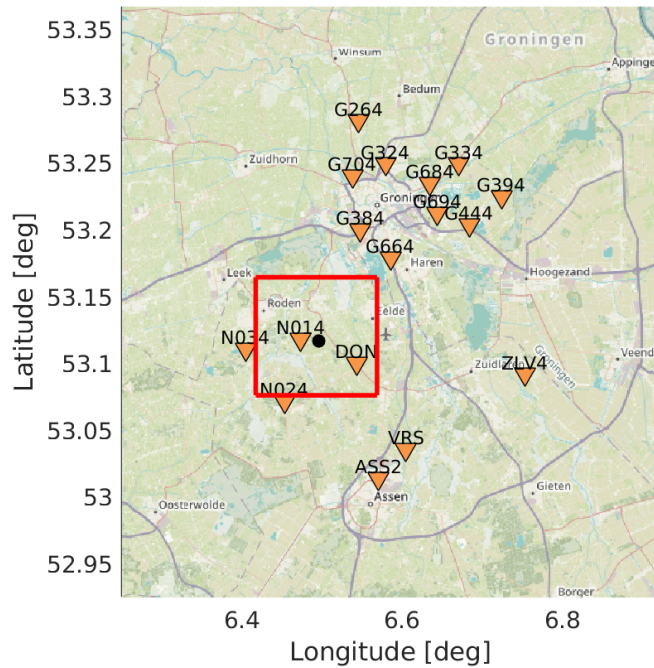 53.35
53.3
53.25
53.2
53.15
53.1
53.05
53
52.95
Latitude [deg]
Groningen
Winsum
Appinge
Bedum
G264
Zuidhorn
G324
G334
G704
G684
G394
Groning
G694
G444
G384
G664
Haren
Leek
Hoogezand
Roden
Eelde
N014
N034
DON
Zuidlaren
ZLV4
Groningen
Veend
N024
VRS
ASS2
Assen
Gieten
Oosterwolde
Borger
6.4
6.6
6.8
Longitude [deg]